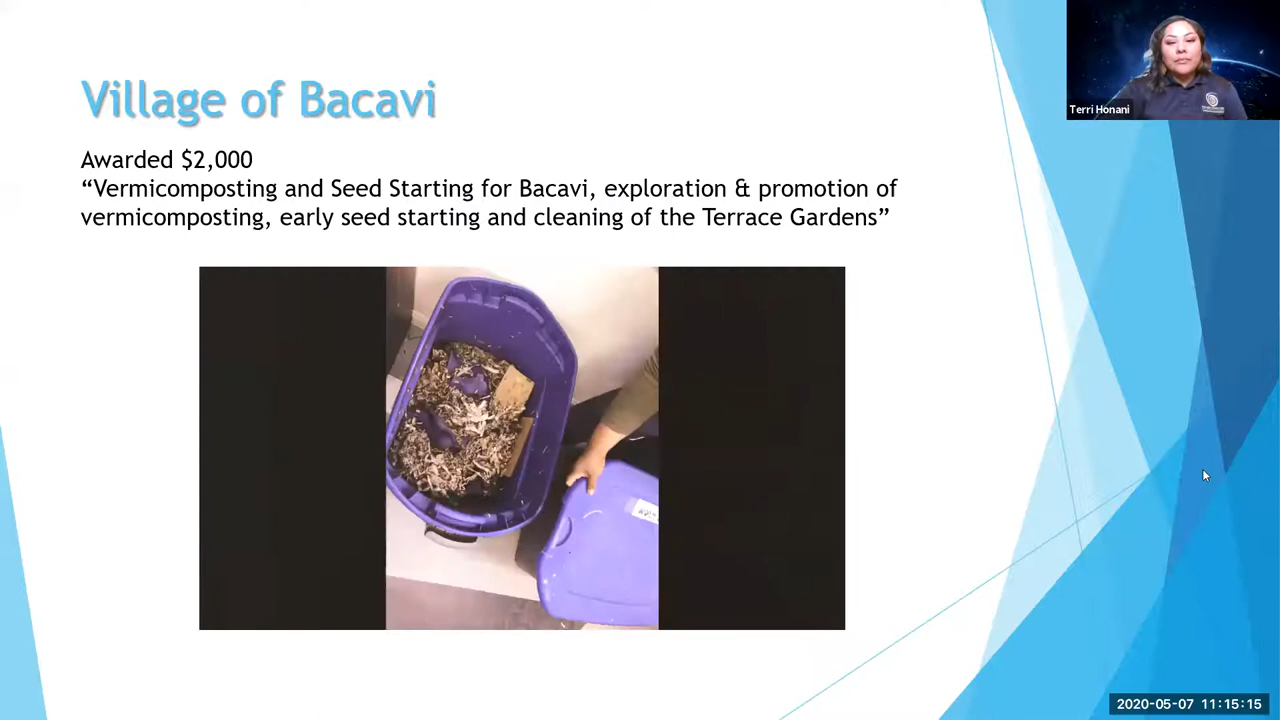 Village of Bacavi
Awarded $2,000
“Vermicomposting and Seed Starting for Bacavi, exploration & promotion of
vermicomposting, early seed starting and cleaning of the Terrace Gardens”
Terri Honani
2020-05-07 11:15:15